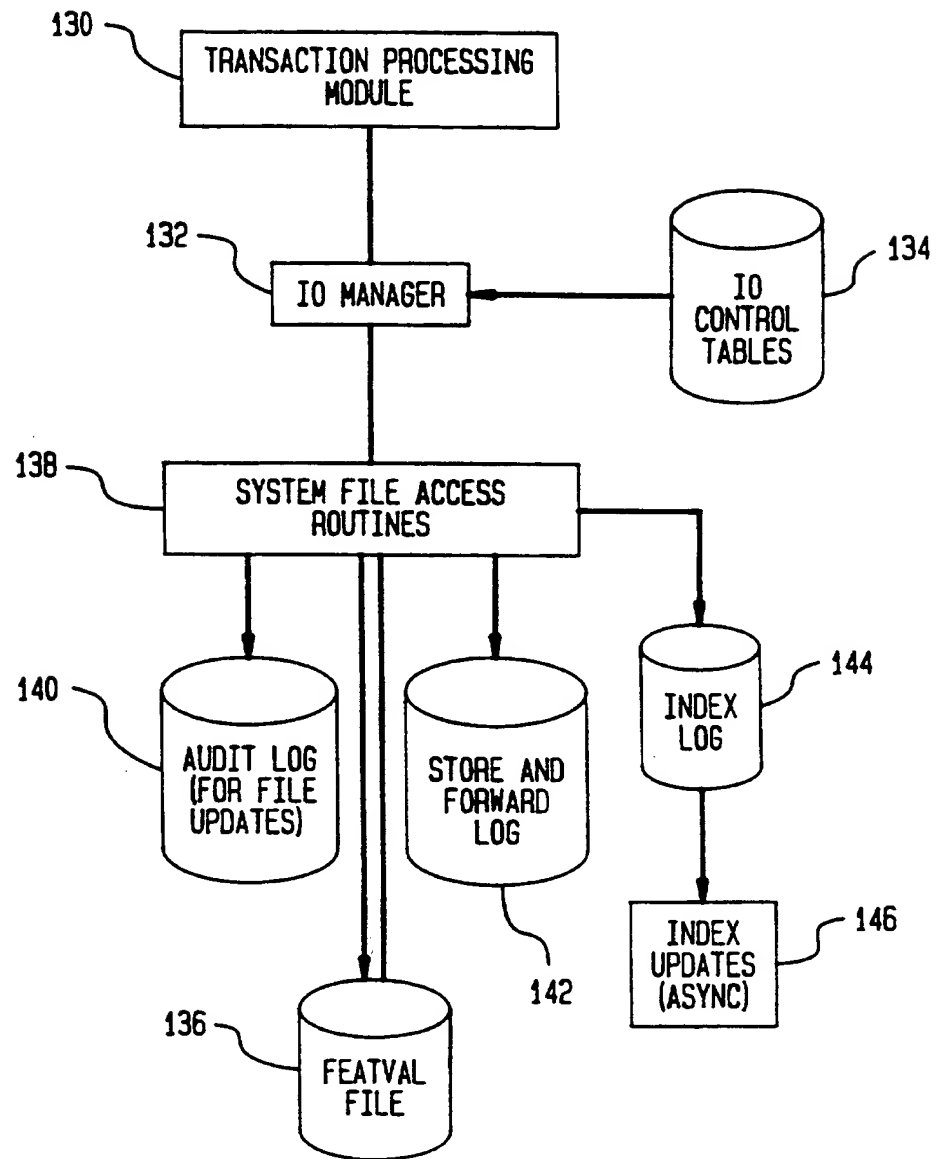 130
TRANSACTION PROCESSING
MODULE
132
IO MANAGER
134
IO
CONTROL
TABLES
138
SYSTEM FILE ACCESS
ROUTINES
140
AUDIT LOG
(FOR FILE
UPDATES)
STORE AND
FORWARD
LOG
142
INDEX
LOG
144
INDEX
UPDATES
(ASYNC)
146
136
FEATVAL
FILE